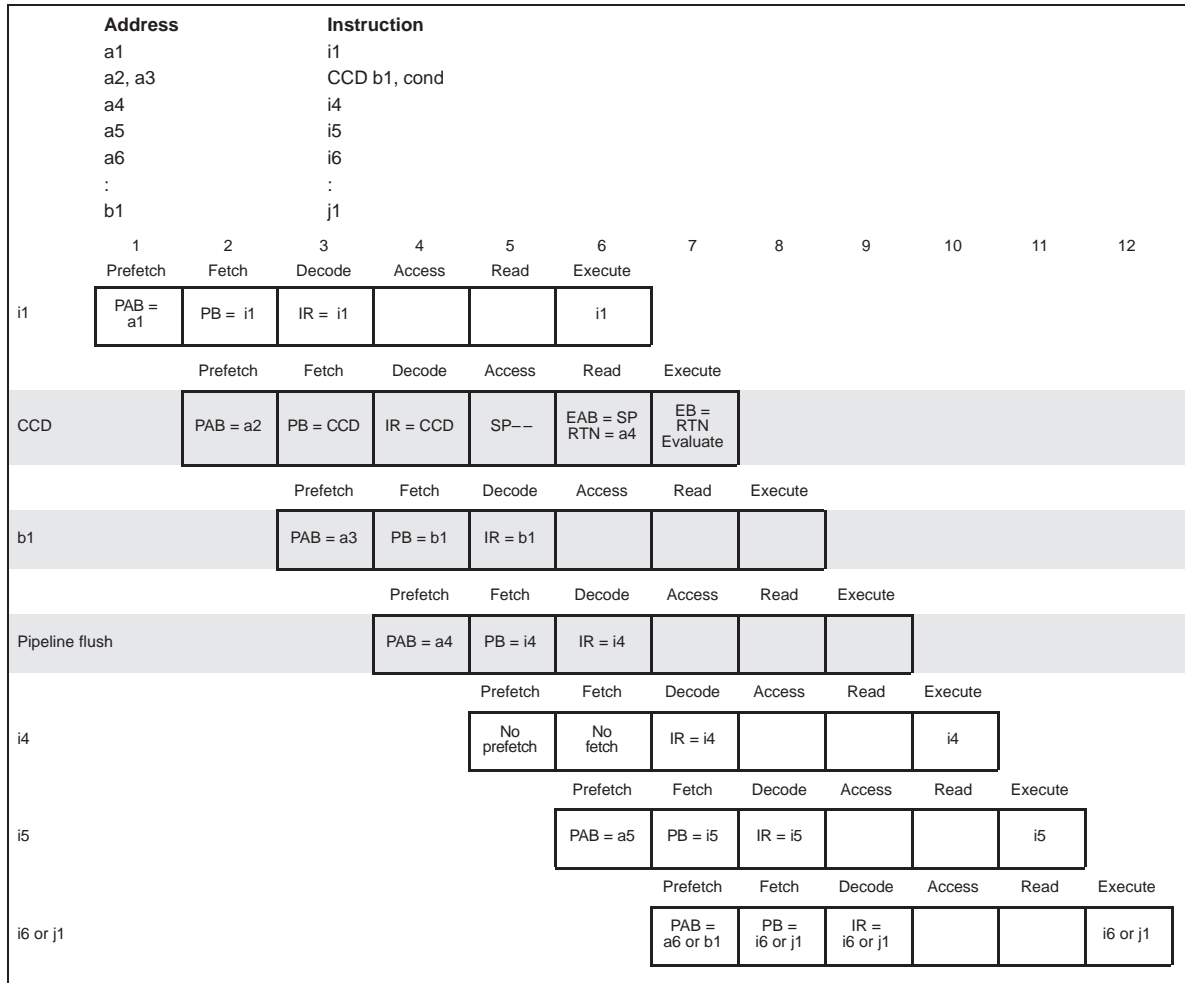 Address Instruction
a1 i1
a2, a3 CCD b1, cond
a4 i4
a5 i5
a6 i6
: :
b1 j1
1 2 3 4 5 6 7 8 9 10 11 12
Prefetch Fetch Decode Access Read Execute
i1 PAB = a1 PB = i1 IR = i1 i1
Prefetch Fetch Decode Access Read Execute
CCD PAB = a2 PB = CCD IR = CCD SP−− EAB = SP RTN = a4 EB = RTN Evaluate
Prefetch Fetch Decode Access Read Execute
b1 PAB = a3 PB = b1 IR = b1
Prefetch Fetch Decode Access Read Execute
Pipeline flush PAB = a4 PB = i4 IR = i4
Prefetch Fetch Decode Access Read Execute
i4 No prefetch No fetch IR = i4 i4
Prefetch Fetch Decode Access Read Execute
i5 PAB = a5 PB = i5 IR = i5 i5
Prefetch Fetch Decode Access Read Execute
i6 or j1 PAB = a6 or b1 PB = i6 or j1 IR = i6 or j1 i6 or j1